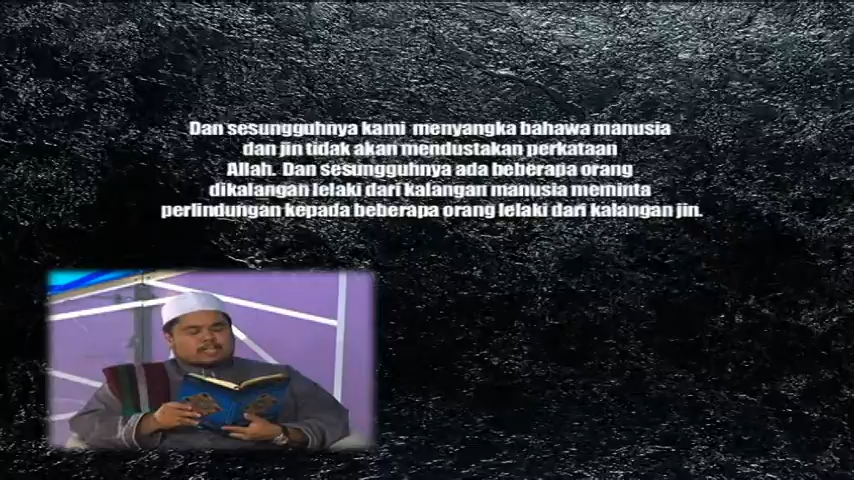 Dan sesungguhnya kami menyangka bahawa manusia
dan jin tidak akan mendustakan perkataan
Allah. Dan sesungguhnya ada beberapa orang
dikalangan lelaki dari kalangan manusia meminta
perlindungan kepada beberapa orang lelaki dari kalangan jin.